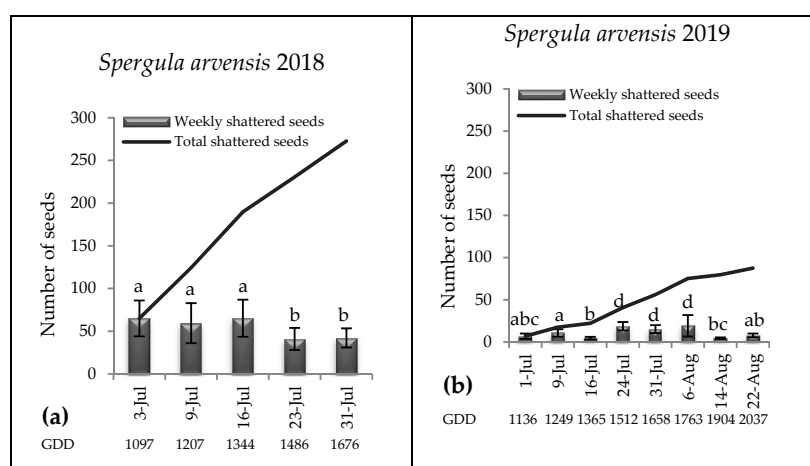 Spergula arvensis 2018
300
250
200
150
100
50
0
Number of seeds
Weekly shattered seeds
Total shattered seeds
a
a
a
b
b
3-Jul
9-Jul
16-Jul
23-Jul
31-Jul
(a)
GDD 1097 1207 1344 1486 1676
Spergula arvensis 2019
300
250
200
150
100
50
0
Number of seeds
Weekly shattered seeds
Total shattered seeds
abc
a
b
d
d
d
bc
ab
1-Jul
9-Jul
16-Jul
24-Jul
31-Jul
6-Aug
14-Aug
22-Aug
(b)
GDD 1136 1249 1365 1512 1658 1763 1904 2037